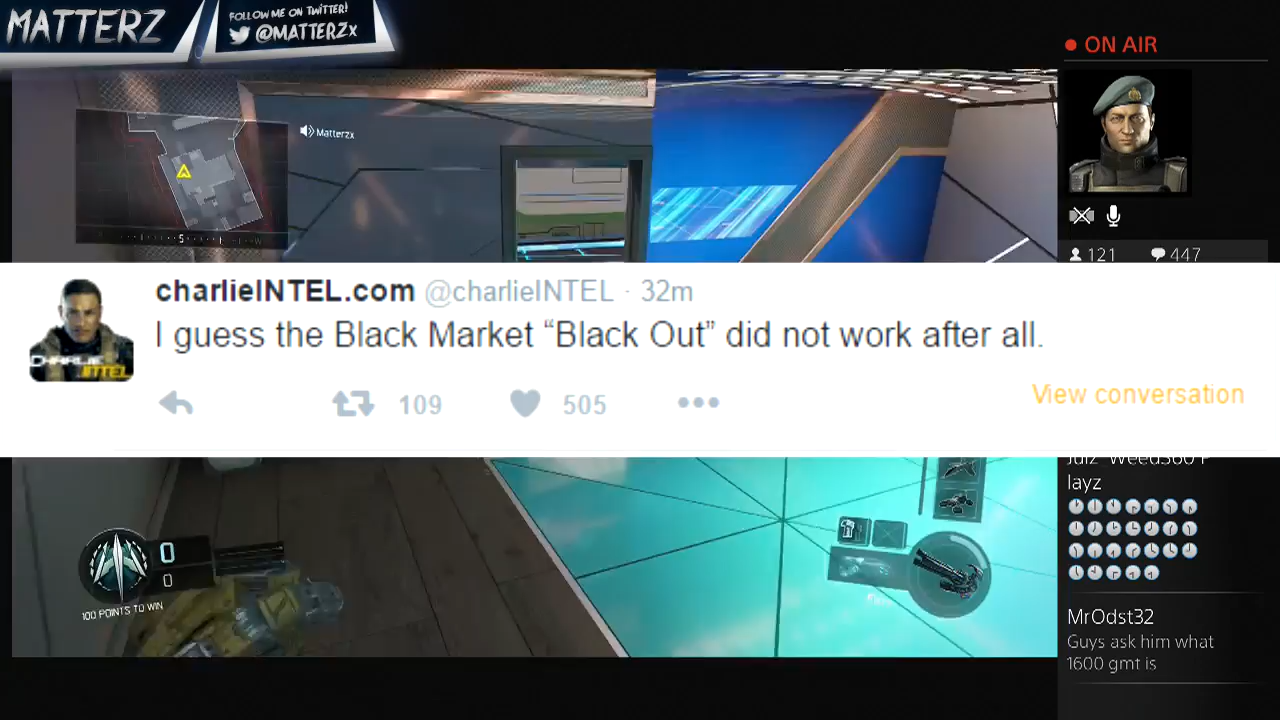 MATTERZ
FOLLOW ME ON TWITTER!
@MATTERZx
ON AIR
Matterzx
S
121 447
charlieINTEL.com @charlieINTEL · 32m
I guess the Black Market “Black Out” did not work after all.
CHARLIE
INTEL
109 505
View conversation
layz
0
0
100 POINTS TO WIN
MrOdst32
Guys ask him what
1600 gmt is